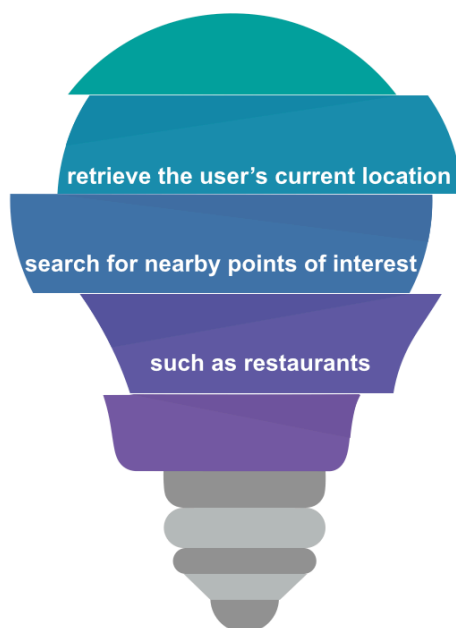 retrieve the user’s current location
search for nearby points of interest
such as restaurants